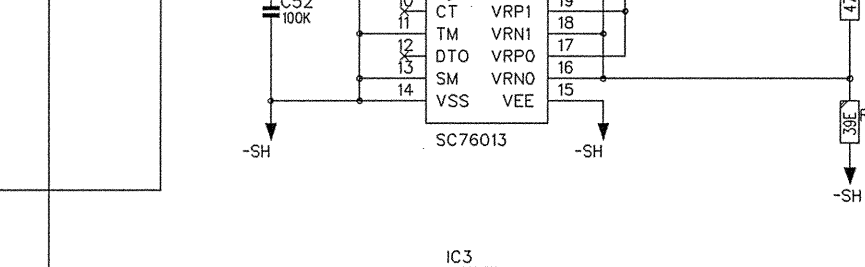 C52
100K
10 CT VRP1 19
11 TM VRN1 18
12 DTO VRP0 17
13 SM VRN0 16
14 VSS VEE 15
SC76013
-SH
-SH
39E
-SH
IC3